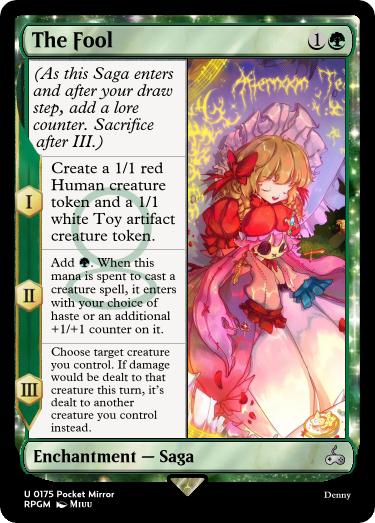 The Fool
1
(As this Saga enters
and after your draw
step, add a lore
counter. Sacrifice
after III.)
Afternoon Te
I
Create a 1/1 red
Human creature
token and a 1/1
white Toy artifact
creature token.
II
Add . When this
mana is spent to cast a
creature spell, it enters
with your choice of
haste or an additional
+1/+1 counter on it.
III
Choose target creature
you control. If damage
would be dealt to that
creature this turn, it's
dealt to another
creature you control
instead.
Enchantment — Saga
U 0175 Pocket Mirror
RPGM Miuu
Denny